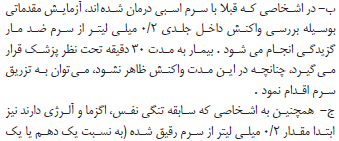 ب- در اشخاصی که قبلا با سرم اسبی درمان شده‌اند، آزمایش مقدماتی
بوسیله بررسی واکنش داخل جلدی ۰/۲ میلی لیتر از سرم ضد مار
گزیدگی انجام می شود . بیمار به مدت ۳۰ دقیقه تحت نظر پزشک قرار
می گیرد، چنانچه در این مدت واکنش ظاهر نشود، می‌توان به تزریق
سرم اقدام نمود .
ج- همچنین به اشخاصی که سابقه تنگی نفس، اگزما و آلرژی دارند نیز
ابتدا مقدار ۰/۲ میلی لیتر از سرم رقیق شده (به نسبت یک دهم یا یک